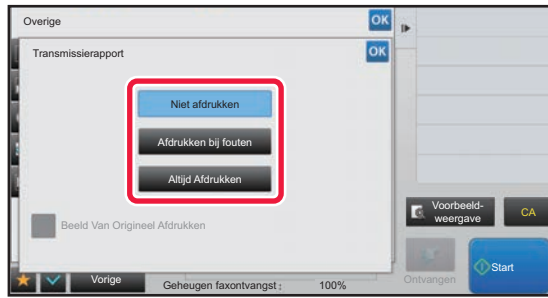 Overige
OK
Transmissierapport
OK
Niet afdrukken
Afdrukken bij fouten
Altijd Afdrukken
Beeld Van Origineel Afdrukken
Voorbeeld-
weergave
CA
Vorige
Geheugen faxontvangst :
100%
Ontvangen
Start